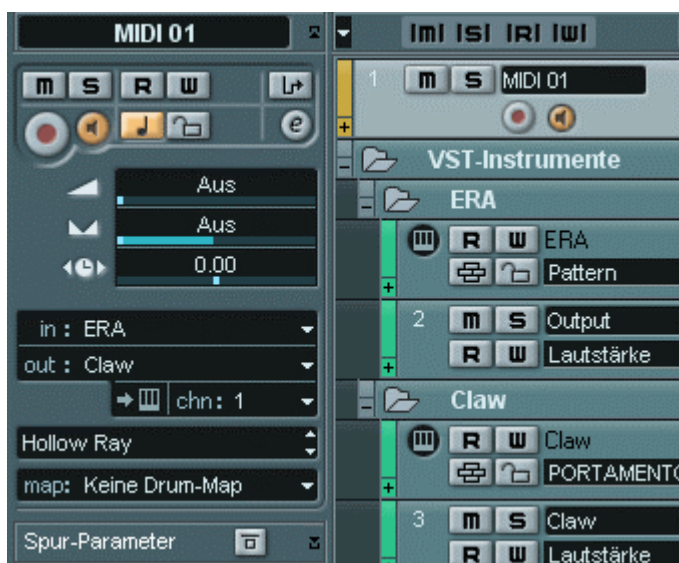 MIDI 01
m S R W
e
Aus
Aus
0.00
in : ERA
out : Claw
chn: 1
Hollow Ray
map: Keine Drum-Map
Spur-Parameter
m S R W
1 m S MIDI 01
VST-Instrumente
ERA
R W ERA
Pattern
2 m S Output
R W Lautstärke
Claw
R W Claw
PORTAMENTO
3 m S Claw
R W Lautstärke